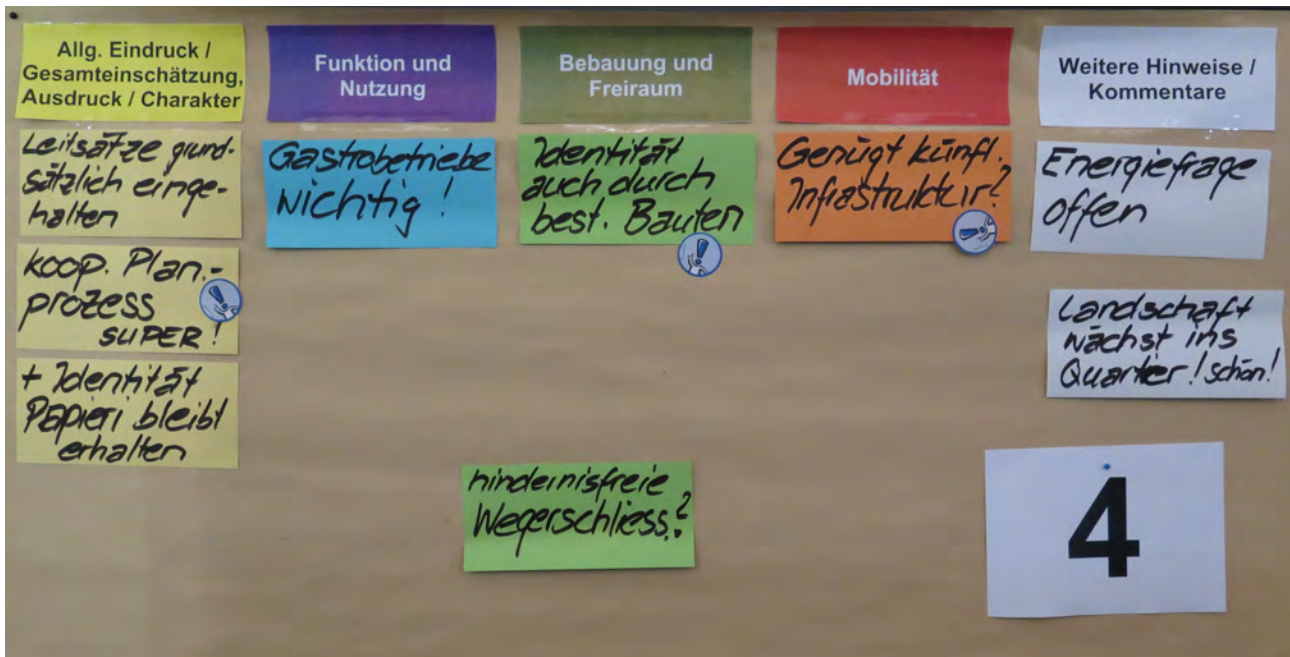 Allg. Eindruck /
Gesamteinschätzung,
Ausdruck / Charakter
Leitsätze grund-
sätzlich einge-
halten
koop. Plan.-
prozess
SUPER!
+ Identität
Papieri bleibt
erhalten
Funktion und
Nutzung
Gastrobetriebe
wichtig!
Bebauung und
Freiraum
Identität
auch durch
best. Bauten
hindernisfreie
Wegerschliess.?
Mobilität
Genügt künft.
Infrastruktur?
Weitere Hinweise /
Kommentare
Energiefrage
offen
Landschaft
wächst ins
Quartier! schön!
4